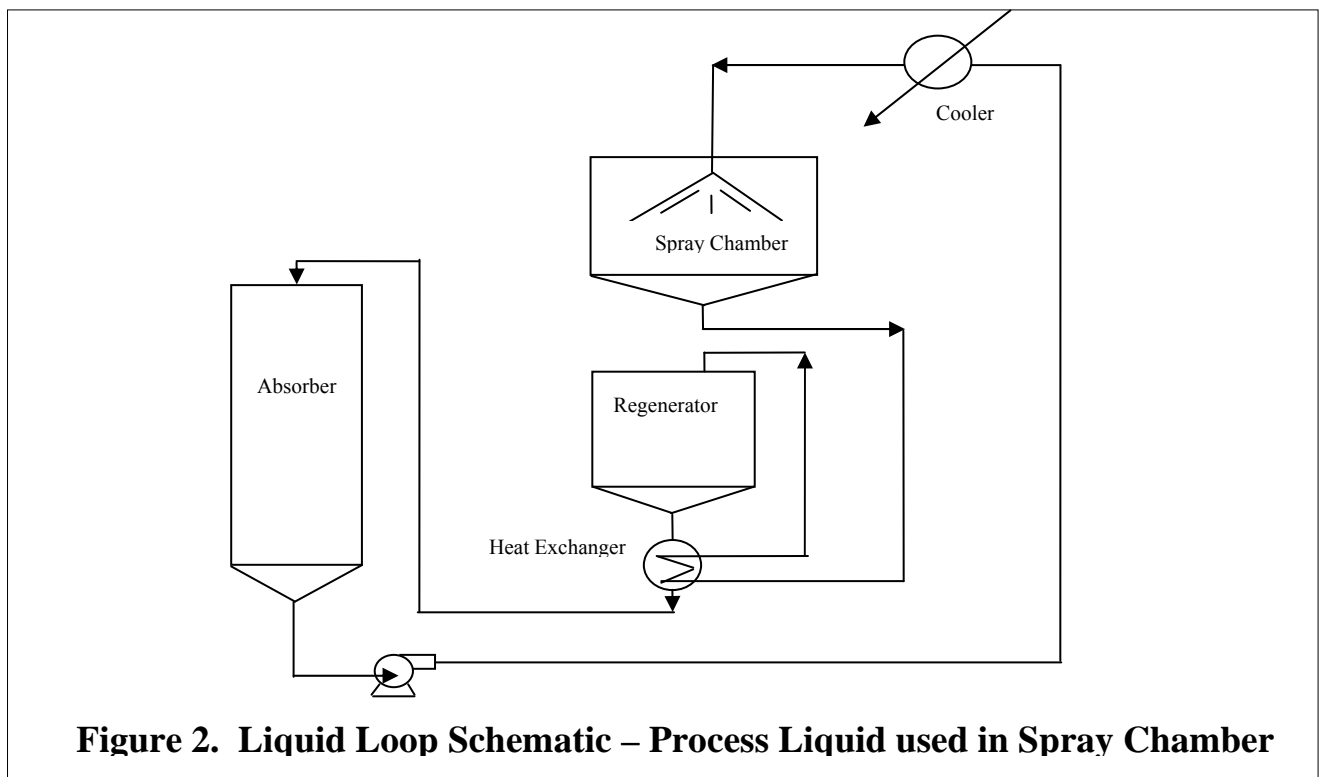 Cooler
Spray Chamber
Absorber
Regenerator
Heat Exchanger
Figure 2. Liquid Loop Schematic – Process Liquid used in Spray Chamber